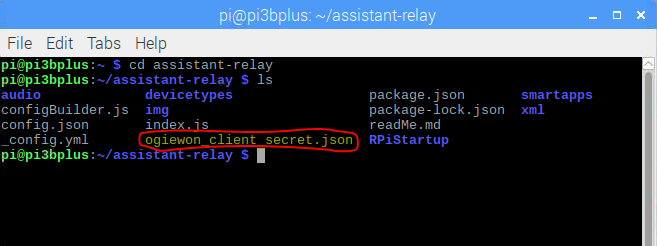 pi@pi3bplus: ~/assistant-relay
File Edit Tabs Help
pi@pi3bplus:~ $ cd assistant-relay
pi@pi3bplus:~/assistant-relay $ ls
audio devicetypes package.json smartapps
configBuilder.js img package-lock.json xml
config.json index.js readMe.md
_config.yml ogiewon_client_secret.json RPiStartup
pi@pi3bplus:~/assistant-relay $